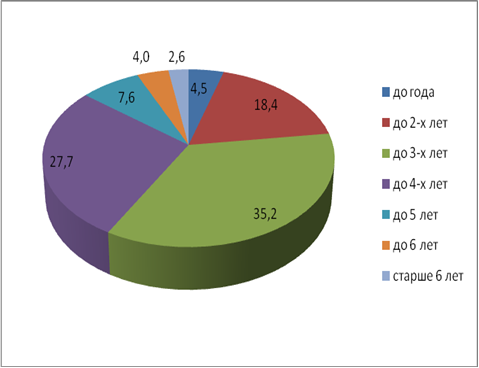 4,0
2,6
4,5
7,6
18,4
27,7
35,2
до года
до 2-х лет
до 3-х лет
до 4-х лет
до 5 лет
до 6 лет
старше 6 лет